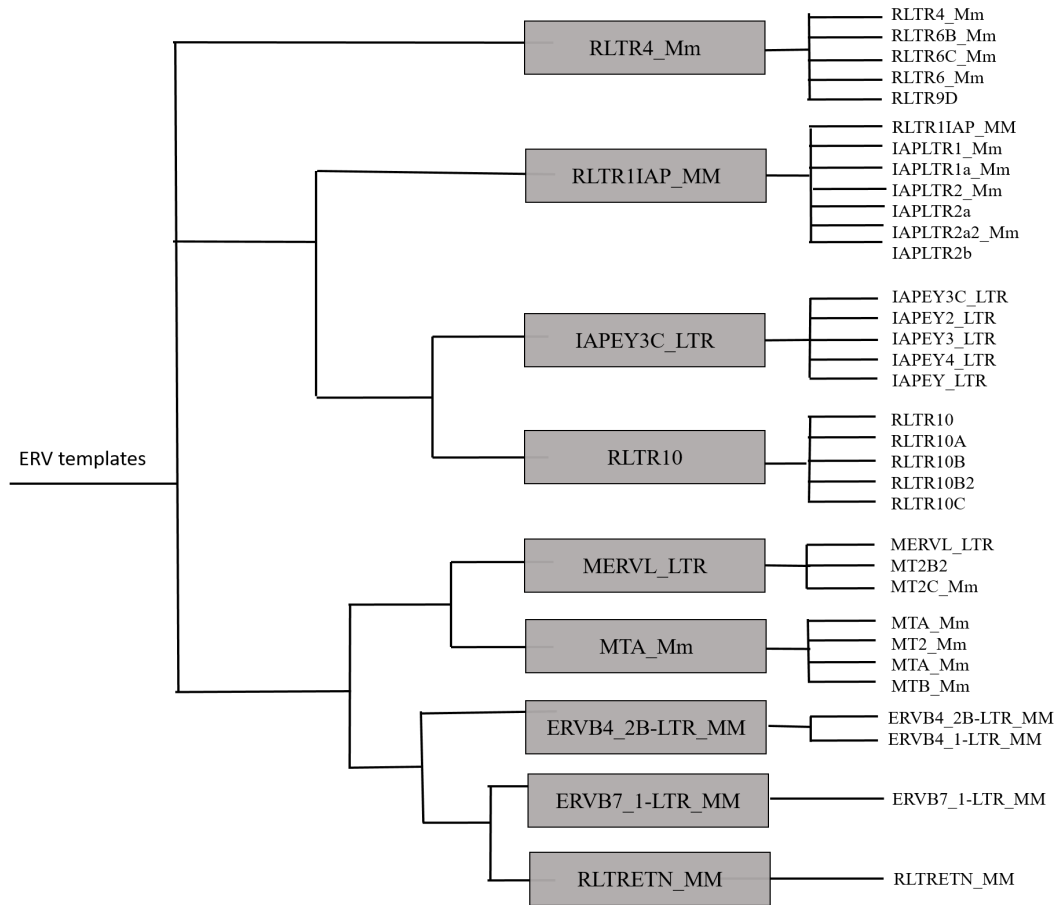 ERV templates
RLTR4_Mm
RLTR4_Mm
RLTR6B_Mm
RLTR6C_Mm
RLTR6_Mm
RLTR9D
RLTR1IAP_MM
RLTR1IAP_MM
IAPLTR1_Mm
IAPLTR1a_Mm
IAPLTR2_Mm
IAPLTR2a
IAPLTR2a2_Mm
IAPLTR2b
IAPEY3C_LTR
IAPEY3C_LTR
IAPEY2_LTR
IAPEY3_LTR
IAPEY4_LTR
IAPEY_LTR
RLTR10
RLTR10
RLTR10A
RLTR10B
RLTR10B2
RLTR10C
MERVL_LTR
MERVL_LTR
MT2B2
MT2C_Mm
MTA_Mm
MTA_Mm
MT2_Mm
MTA_Mm
MTB_Mm
ERVB4_2B-LTR_MM
ERVB4_2B-LTR_MM
ERVB4_1-LTR_MM
ERVB7_1-LTR_MM
ERVB7_1-LTR_MM
RLTRETN_MM
RLTRETN_MM